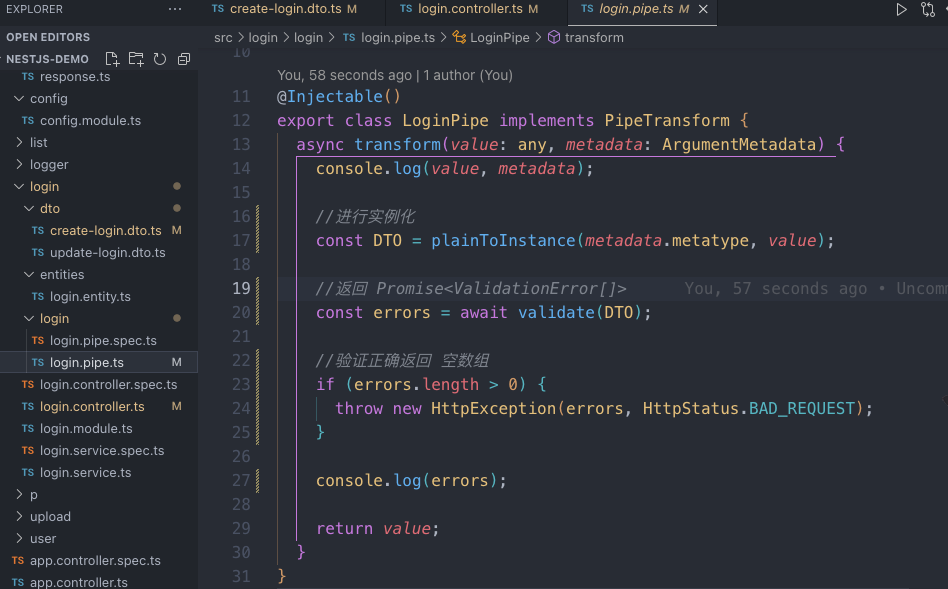 EXPLORER
···
OPEN EDITORS
NESTJS-DEMO
TS response.ts
config
TS config.module.ts
list
logger
login
dto
TS create-login.dto.ts M
TS update-login.dto.ts
entities
TS login.entity.ts
login
TS login.pipe.spec.ts
TS login.pipe.ts M
TS login.controller.spec.ts
TS login.controller.ts M
TS login.module.ts
TS login.service.spec.ts
TS login.service.ts
p
upload
user
TS app.controller.spec.ts
TS app.controller.ts
TS create-login.dto.ts M
TS login.controller.ts M
TS login.pipe.ts M
src > login > login > TS login.pipe.ts > LoginPipe > transform
10
You, 58 seconds ago | 1 author (You)
11 @Injectable()
12 export class LoginPipe implements PipeTransform {
13 async transform(value: any, metadata: ArgumentMetadata) {
14 console.log(value, metadata);
15
16 //进行实例化
17 const DTO = plainToInstance(metadata.metatype, value);
18
19 //返回 Promise<ValidationError[]> You, 57 seconds ago • Uncomm
20 const errors = await validate(DTO);
21
22 //验证正确返回 空数组
23 if (errors.length > 0) {
24 throw new HttpException(errors, HttpStatus.BAD_REQUEST);
25 }
26
27 console.log(errors);
28
29 return value;
30 }
31 }